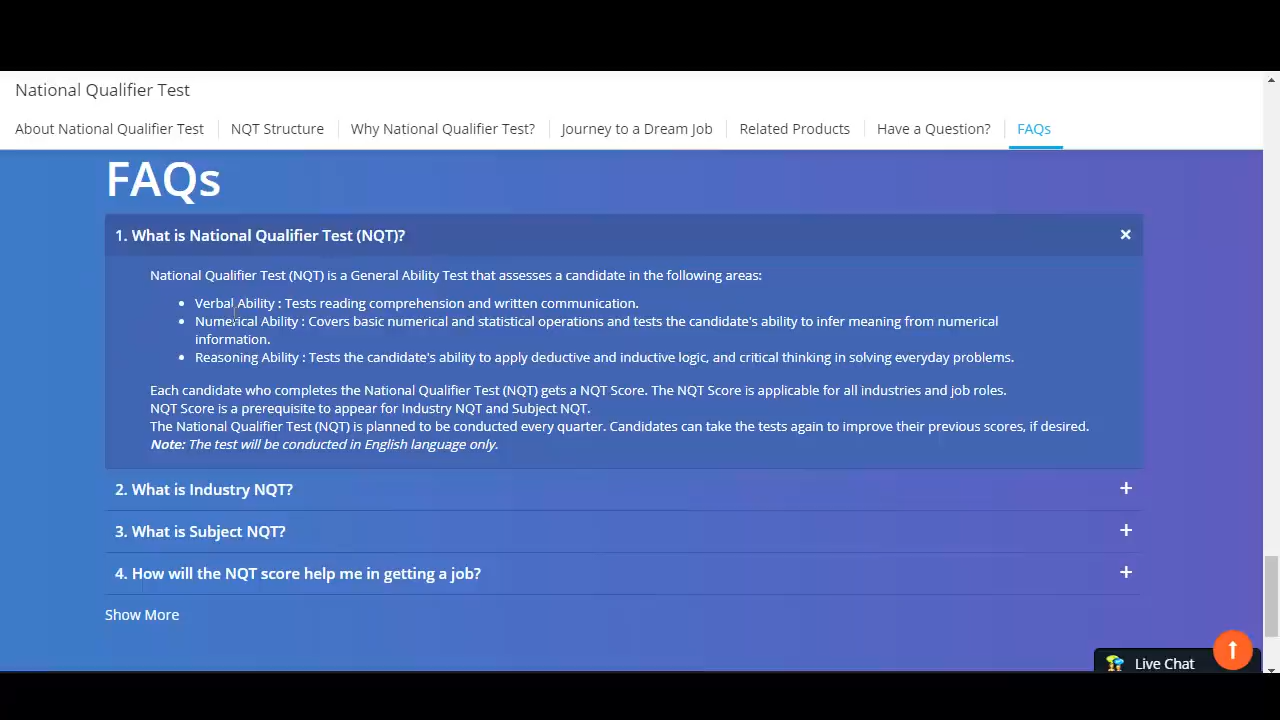 National Qualifier Test
About National Qualifier Test
NQT Structure
Why National Qualifier Test?
Journey to a Dream Job
Related Products
Have a Question?
FAQs
FAQs
1. What is National Qualifier Test (NQT)?
National Qualifier Test (NQT) is a General Ability Test that assesses a candidate in the following areas:
• Verbal Ability : Tests reading comprehension and written communication.
• Numerical Ability : Covers basic numerical and statistical operations and tests the candidate's ability to infer meaning from numerical
information.
• Reasoning Ability : Tests the candidate's ability to apply deductive and inductive logic, and critical thinking in solving everyday problems.
Each candidate who completes the National Qualifier Test (NQT) gets a NQT Score. The NQT Score is applicable for all industries and job roles.
NQT Score is a prerequisite to appear for Industry NQT and Subject NQT.
The National Qualifier Test (NQT) is planned to be conducted every quarter. Candidates can take the tests again to improve their previous scores, if desired.
Note: The test will be conducted in English language only.
2. What is Industry NQT?
3. What is Subject NQT?
4. How will the NQT score help me in getting a job?
Show More
Live Chat